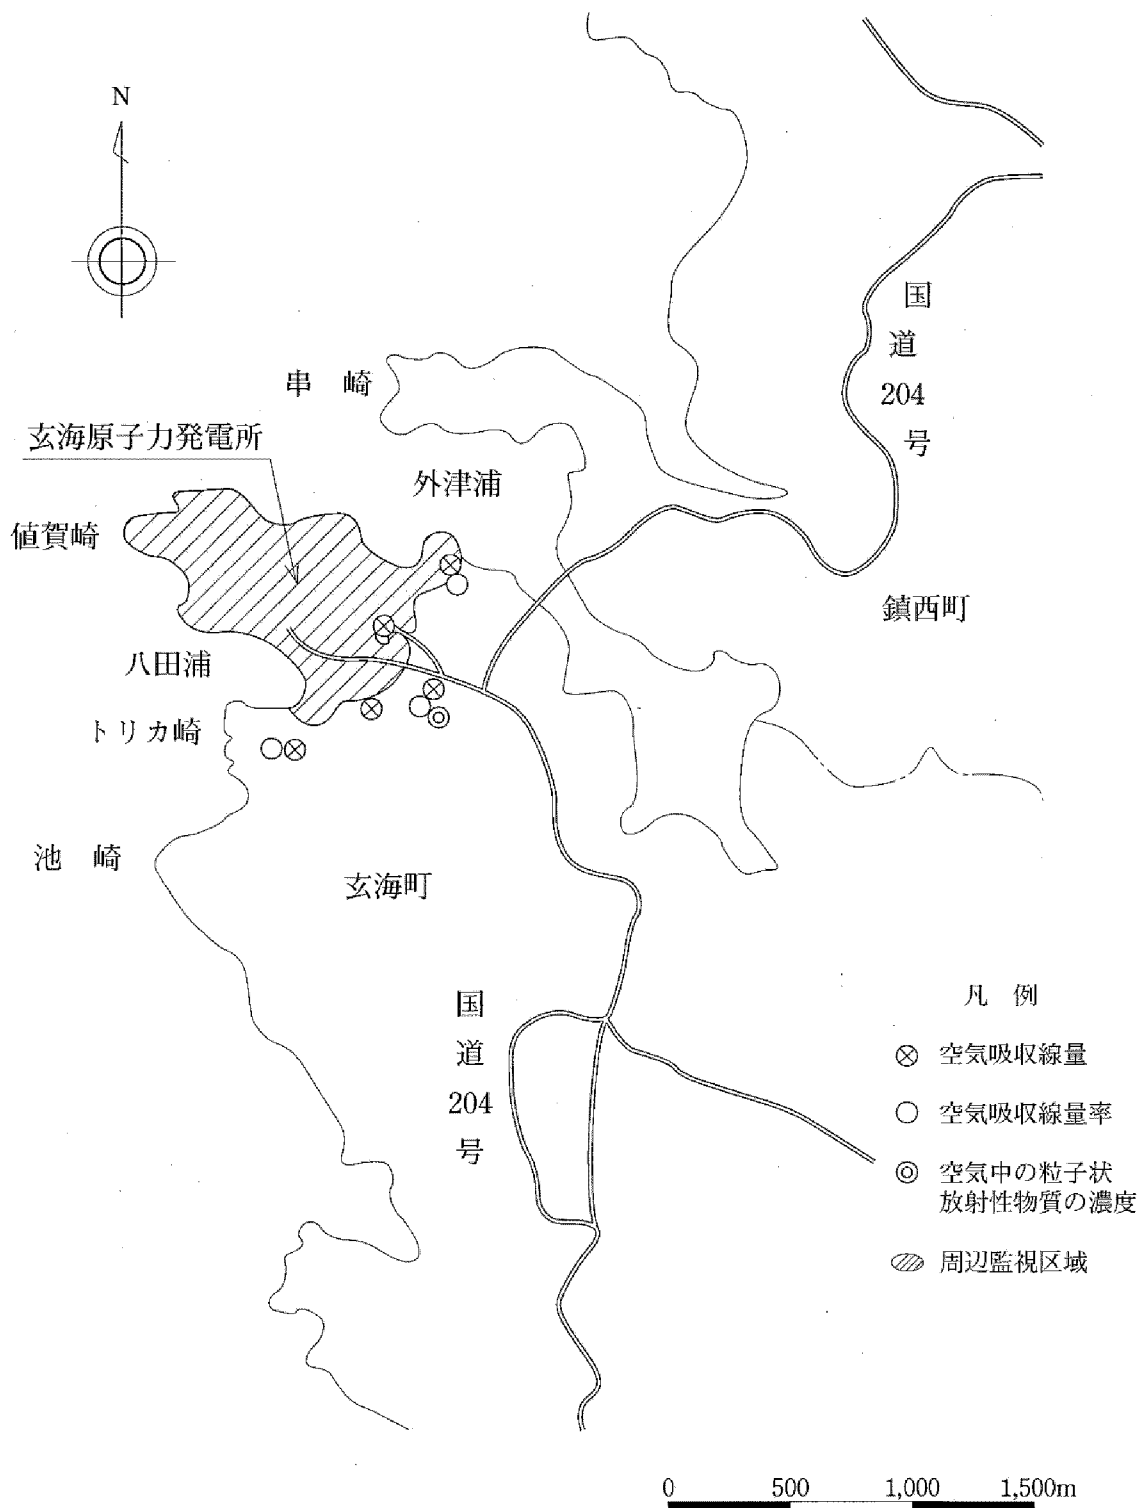 N
国
道
204
号
串崎
玄海原子力発電所
外津浦
値賀崎
鎮西町
八田浦
トリカ崎
池崎
玄海町
国
道
204
号
凡例
空気吸収線量
空気吸収線量率
空気中の粒子状
放射性物質の濃度
周辺監視区域
0 500 1,000 1,500m